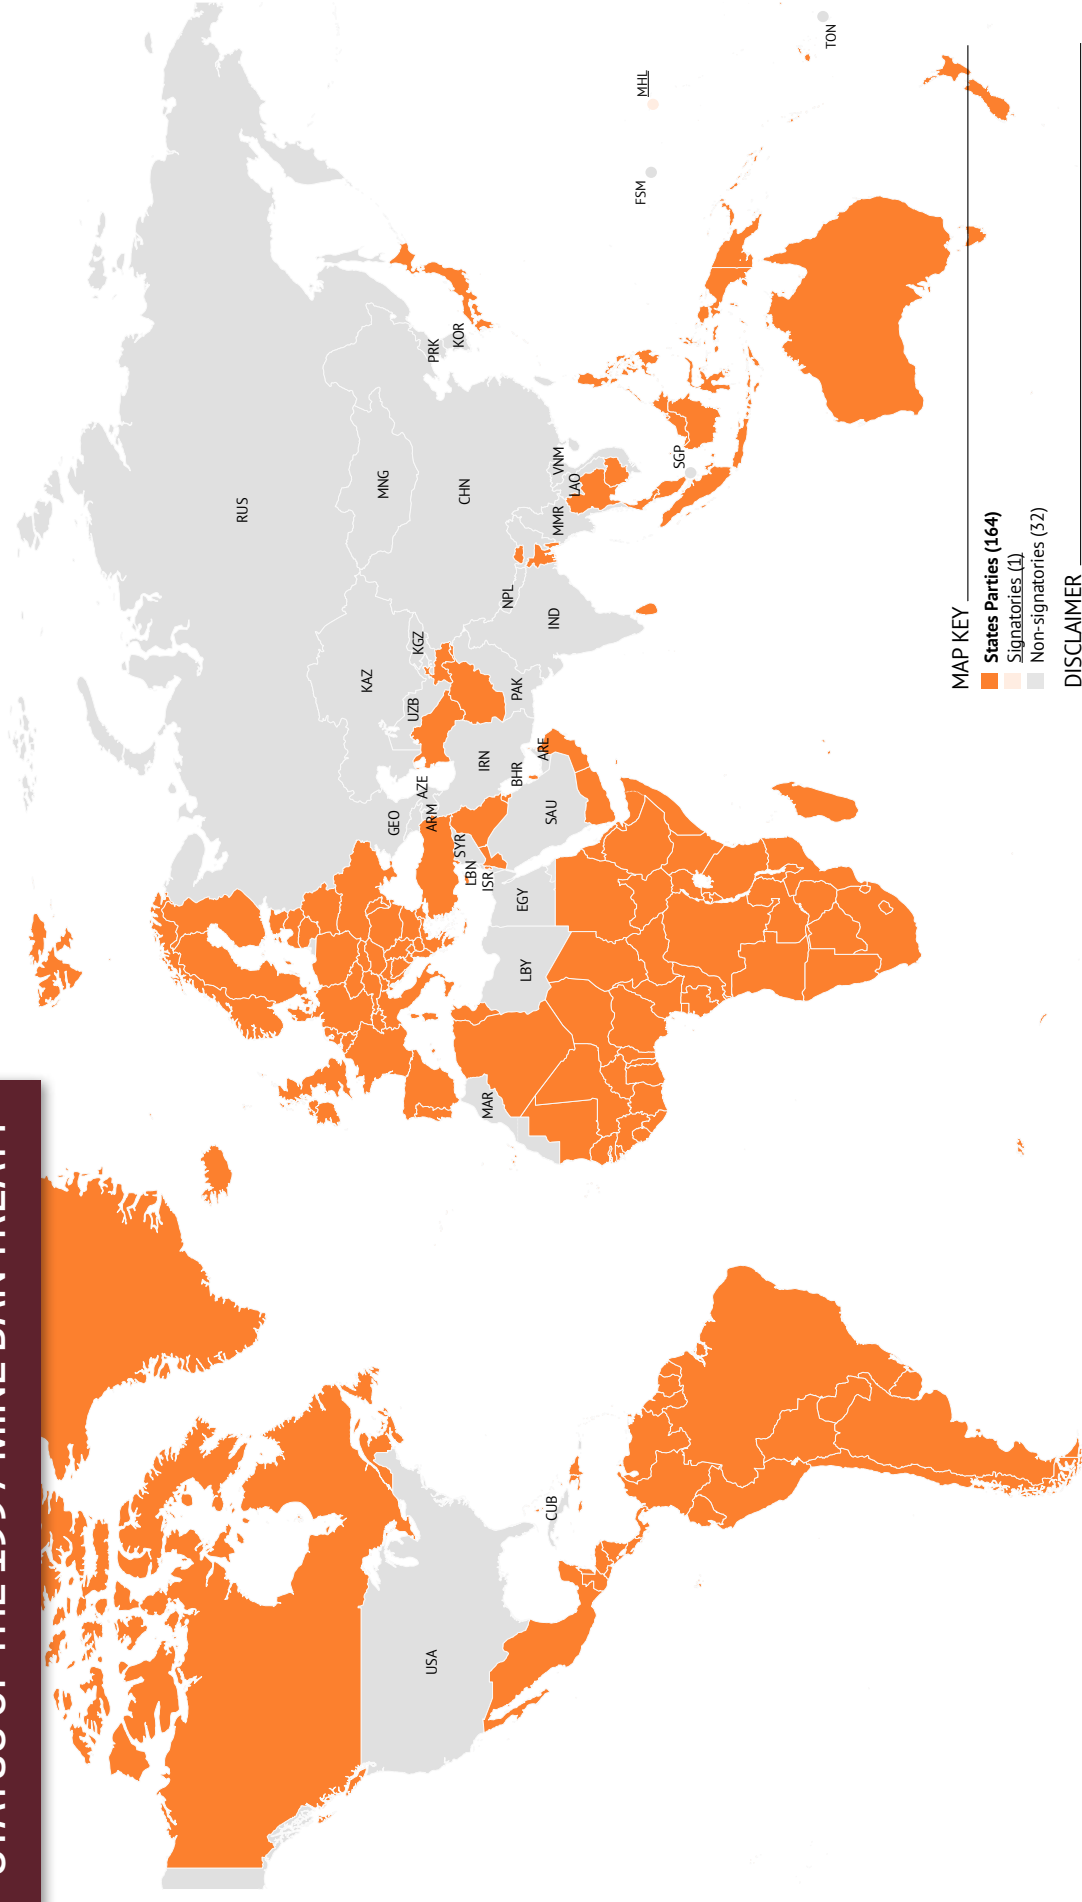 STATUS OF THE 1997 MINE BAN TREATY
RUS
KAZ
MNG
GEO
UZB
KGZ
AZE
USA
ARM
PRK
KOR
SYR
CHN
LBN
IRN
MAR
ISR
NPL
BHR
PAK
EGY
LBY
ARE
CUB
SAU
IND
MMR
VNM
LAO
FSM
MHL
SGP
TON
MAP KEY
States Parties (164)
Signatories (1)
Non-signatories (32)
DISCLAIMER